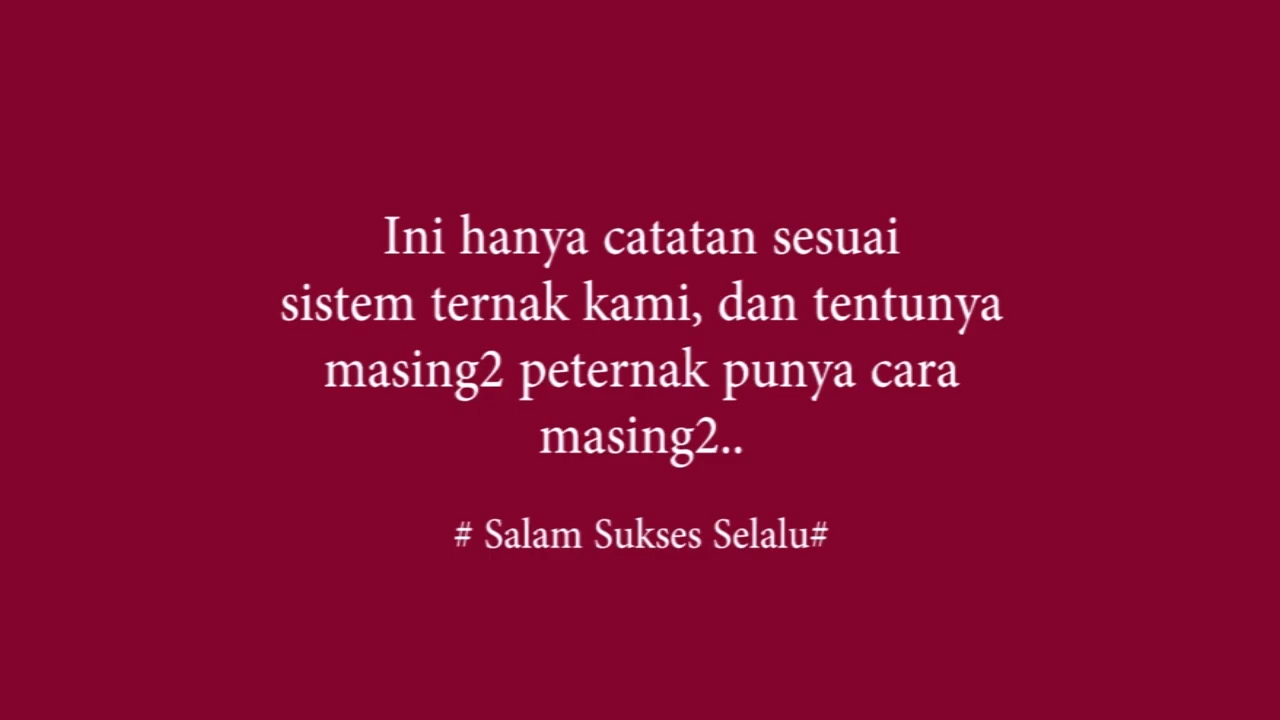 Ini hanya catatan sesuai
sistem ternak kami, dan tentunya
masing2 peternak punya cara
masing2..
# Salam Sukses Selalu#